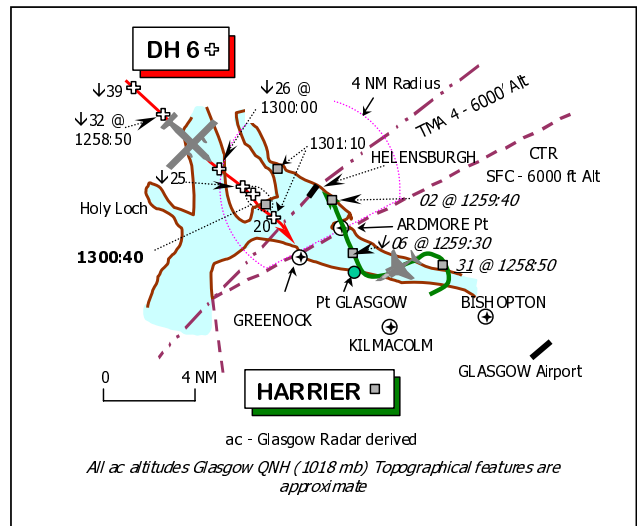 DH 6
↓39
↓26 @
1300:00
4 NM Radius
TMA 4 - 6000' Alt
↓32 @
1258:50
1301:10
HELENSBURGH
CTR
SFC - 6000 ft Alt
↓25
02 @ 1259:40
Holy Loch
20
ARDMORE Pt
↓06 @ 1259:30
1300:40
31 @ 1258:50
Pt GLASGOW
BISHOPTON
GREENOCK
KILMACOLM
GLASGOW Airport
0 4 NM
HARRIER
ac - Glasgow Radar derived
All ac altitudes Glasgow QNH (1018 mb) Topographical features are
approximate